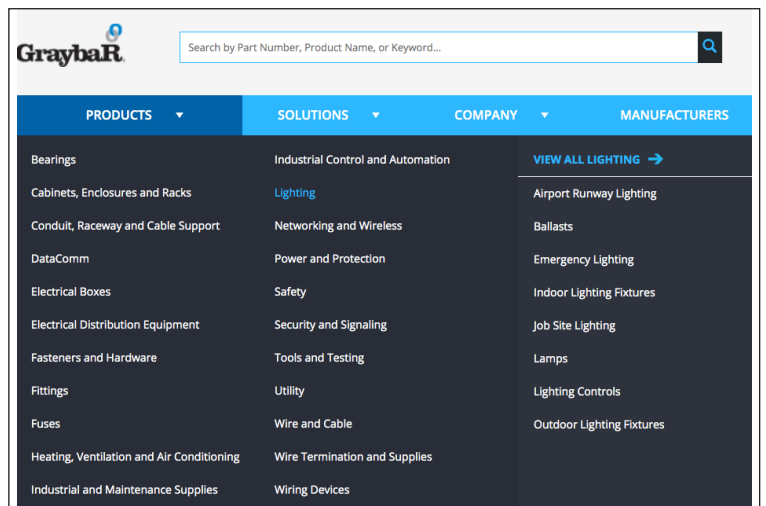 GraybaR
Search by Part Number, Product Name, or Keyword...
PRODUCTS
SOLUTIONS
COMPANY
MANUFACTURERS
Bearings
Cabinets, Enclosures and Racks
Conduit, Raceway and Cable Support
DataComm
Electrical Boxes
Electrical Distribution Equipment
Fasteners and Hardware
Fittings
Fuses
Heating, Ventilation and Air Conditioning
Industrial and Maintenance Supplies
Industrial Control and Automation
Lighting
Networking and Wireless
Power and Protection
Safety
Security and Signaling
Tools and Testing
Utility
Wire and Cable
Wire Termination and Supplies
Wiring Devices
VIEW ALL LIGHTING
Airport Runway Lighting
Ballasts
Emergency Lighting
Indoor Lighting Fixtures
Job Site Lighting
Lamps
Lighting Controls
Outdoor Lighting Fixtures